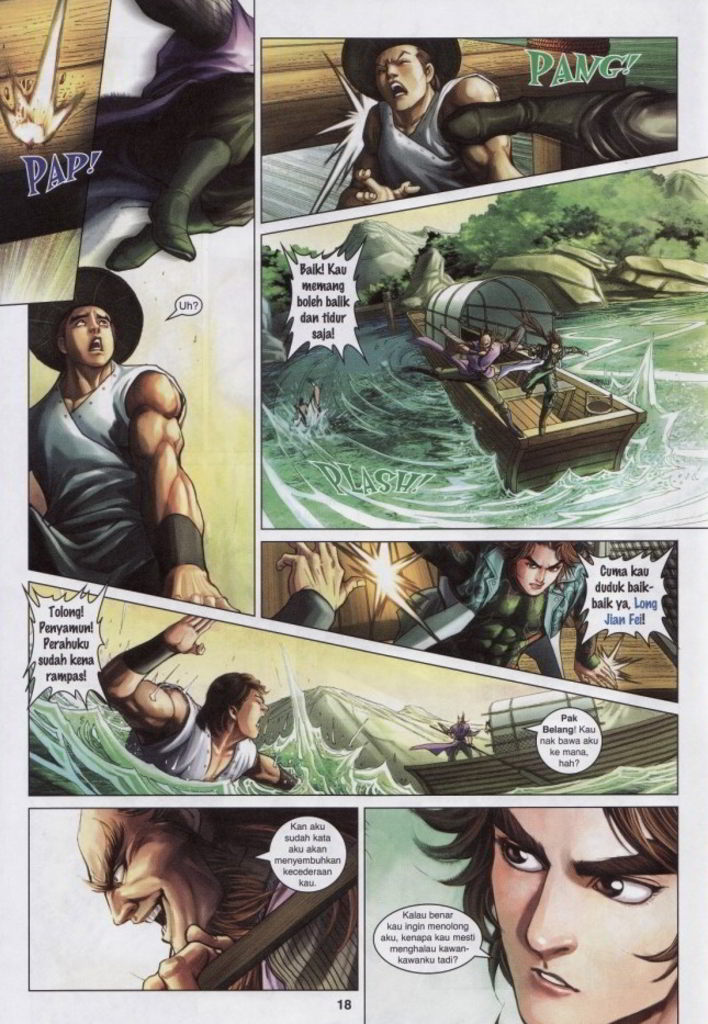 PAP!
Uh?
PANG!
Baik! Kau
memang
boleh balik
dan tidur
saja!
PLASH!
Cuma kau
duduk baik-
baik ya, Long
Jian Fei!
Tolong!
Penyamun!
Perahuku
sudah kena
rampas!
Pak
Belang! Kau
nak bawa aku
ke mana,
hah?
Kan aku
sudah kata
aku akan
menyembuhkan
kecederaan
kau.
Kalau benar
kau ingin menolong
aku, kenapa kau mesti
menghalau kawan-
kawanku tadi?
18